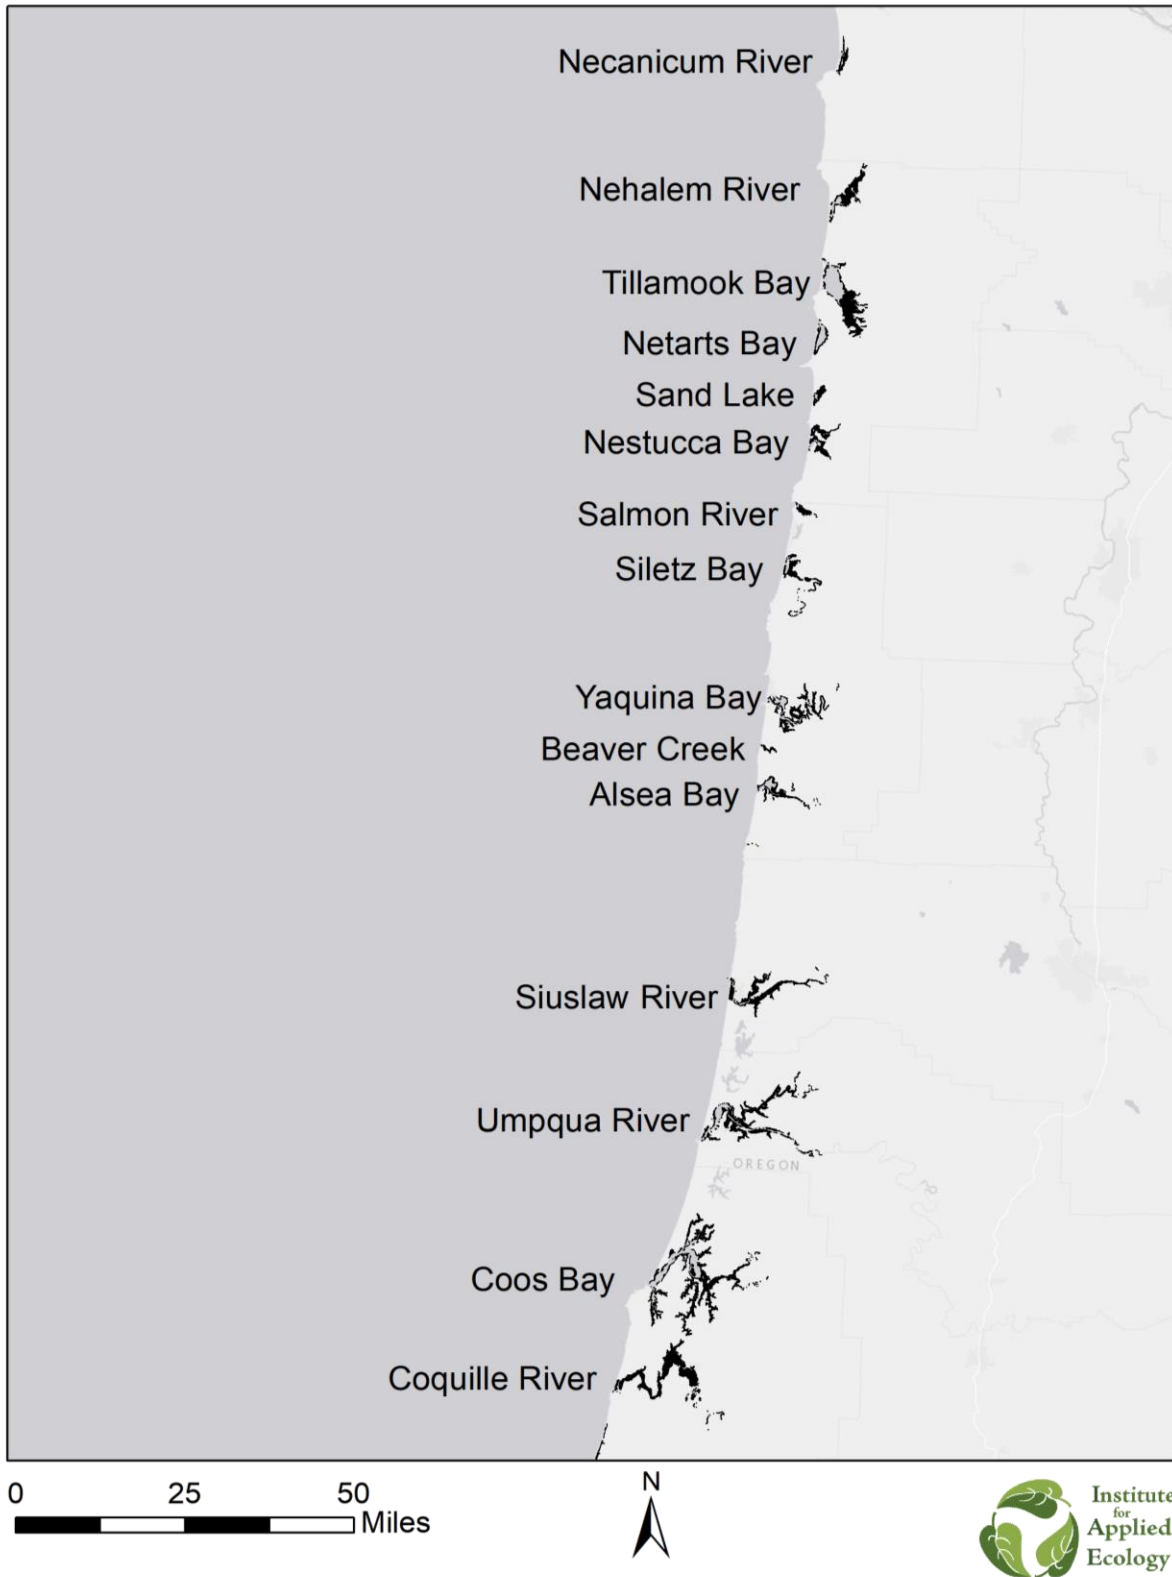 Necanicum River
Nehalem River
Tillamook Bay
Netarts Bay
Sand Lake
Nestucca Bay
Salmon River
Siletz Bay
Yaquina Bay
Beaver Creek
Alsea Bay
Siuslaw River
Umpqua River
OREGON
Coos Bay
Coquille River
0 25 50
Miles
N
Institute
for
Applied
Ecology